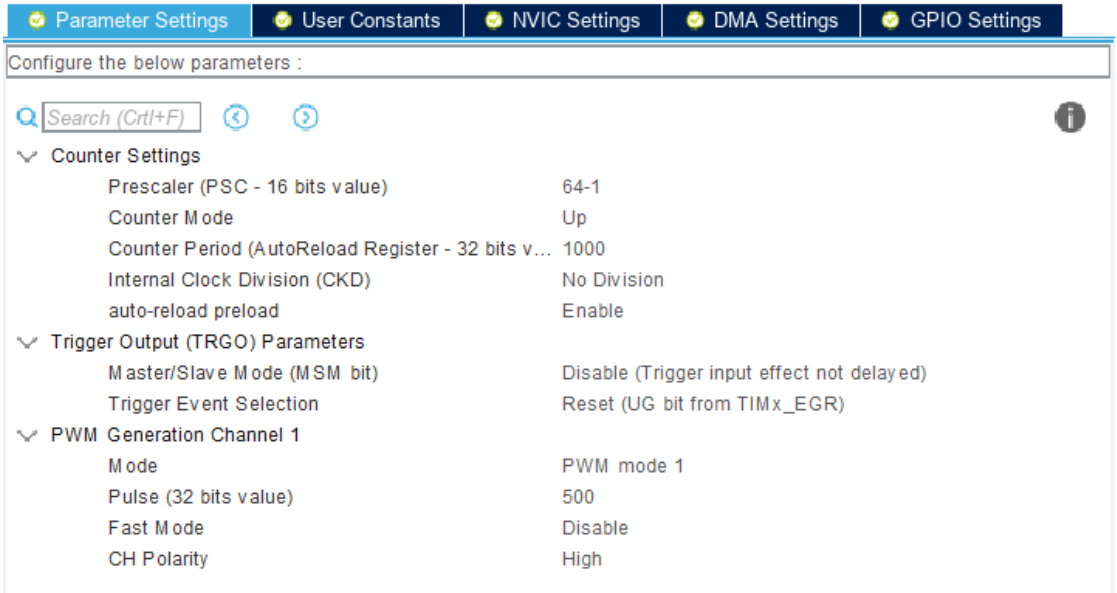 Parameter Settings User Constants NVIC Settings DMA Settings GPIO Settings
Configure the below parameters :
Search (Crtl+F) i
Counter Settings
Prescaler (PSC - 16 bits value) 64-1
Counter Mode Up
Counter Period (AutoReload Register - 32 bits v... 1000
Internal Clock Division (CKD) No Division
auto-reload preload Enable
Trigger Output (TRGO) Parameters
Master/Slave Mode (MSM bit) Disable (Trigger input effect not delayed)
Trigger Event Selection Reset (UG bit from TIMx_EGR)
PWM Generation Channel 1
Mode PWM mode 1
Pulse (32 bits value) 500
Fast Mode Disable
CH Polarity High